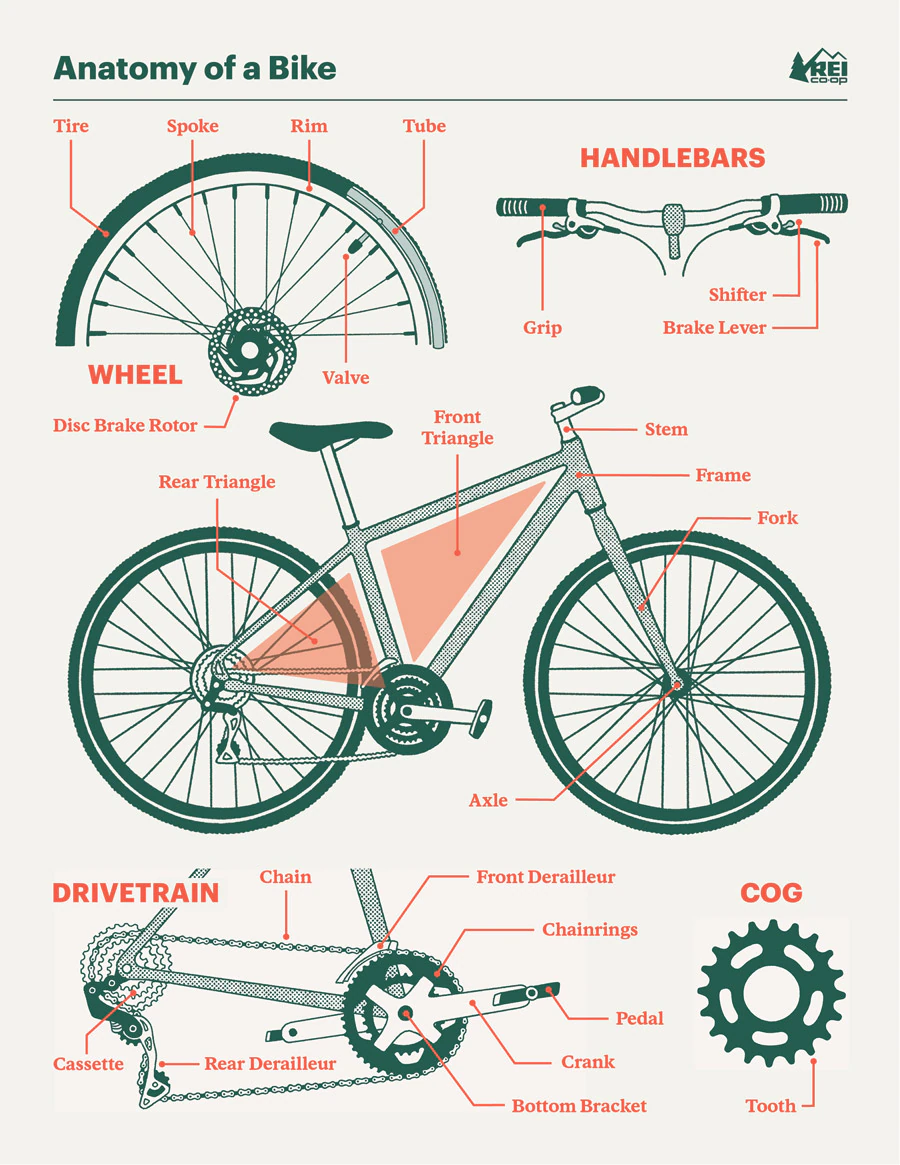 Anatomy of a Bike
REI
co·op
Tire
Spoke
Rim
Tube
HANDLEBARS
Shifter
Grip
Brake Lever
WHEEL
Valve
Disc Brake Rotor
Front
Triangle
Stem
Rear Triangle
Frame
Fork
Axle
DRIVETRAIN
Chain
Front Derailleur
COG
Chainrings
Pedal
Cassette
Rear Derailleur
Crank
Bottom Bracket
Tooth